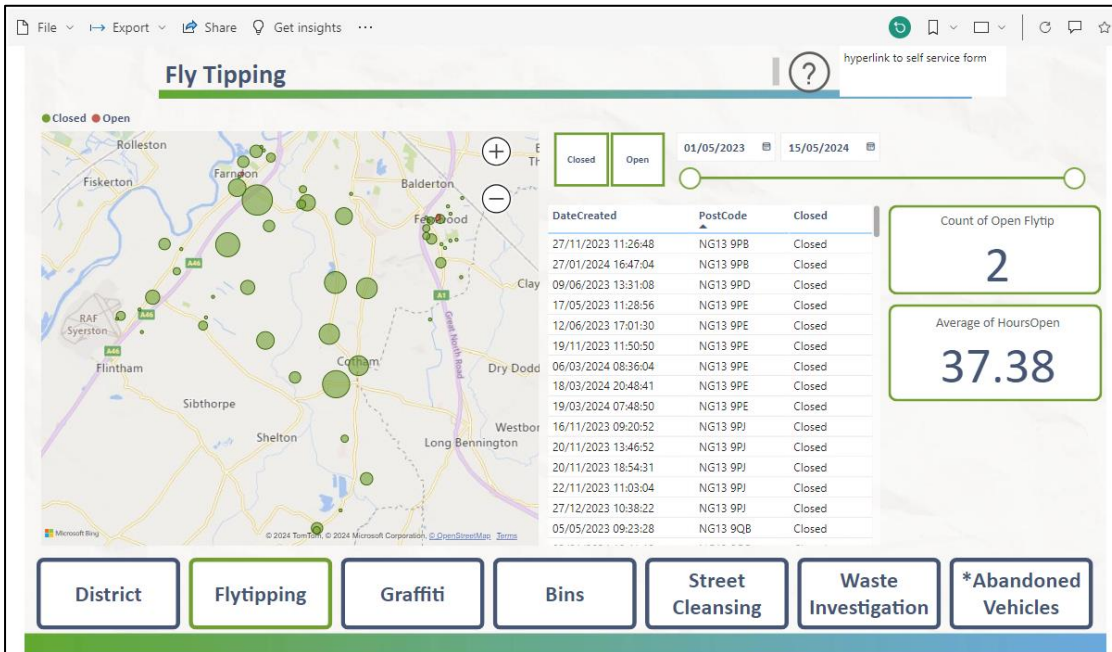 File Export Share Get insights ...
Fly Tipping
?
hyperlink to self service form
Closed Open
Rolleston
Fiskerton
Farndon
Balderton
Fernwood
A46
Clay
A1
RAF
Syerston
A46
A46
Great North Road
Flintham
Cotham
Dry Dodd
Sibthorpe
Westbor
Shelton
Long Bennington
Microsoft Bing
© 2024 TomTom, © 2024 Microsoft Corporation, © OpenStreetMap Terms
Closed Open
01/05/2023 15/05/2024
DateCreated PostCode Closed
27/11/2023 11:26:48 NG13 9PB Closed
27/01/2024 16:47:04 NG13 9PB Closed
09/06/2023 13:31:08 NG13 9PD Closed
17/05/2023 11:28:56 NG13 9PE Closed
12/06/2023 17:01:30 NG13 9PE Closed
19/11/2023 11:50:50 NG13 9PE Closed
06/03/2024 08:36:04 NG13 9PE Closed
18/03/2024 20:48:41 NG13 9PE Closed
19/03/2024 07:48:50 NG13 9PE Closed
16/11/2023 09:20:52 NG13 9PJ Closed
20/11/2023 13:46:52 NG13 9PJ Closed
20/11/2023 18:54:31 NG13 9PJ Closed
22/11/2023 11:03:04 NG13 9PJ Closed
27/12/2023 10:38:22 NG13 9PJ Closed
05/05/2023 09:23:28 NG13 9QB Closed
Count of Open Flytip
2
Average of HoursOpen
37.38
District
Flytipping
Graffiti
Bins
Street
Cleansing
Waste
Investigation
*Abandoned
Vehicles